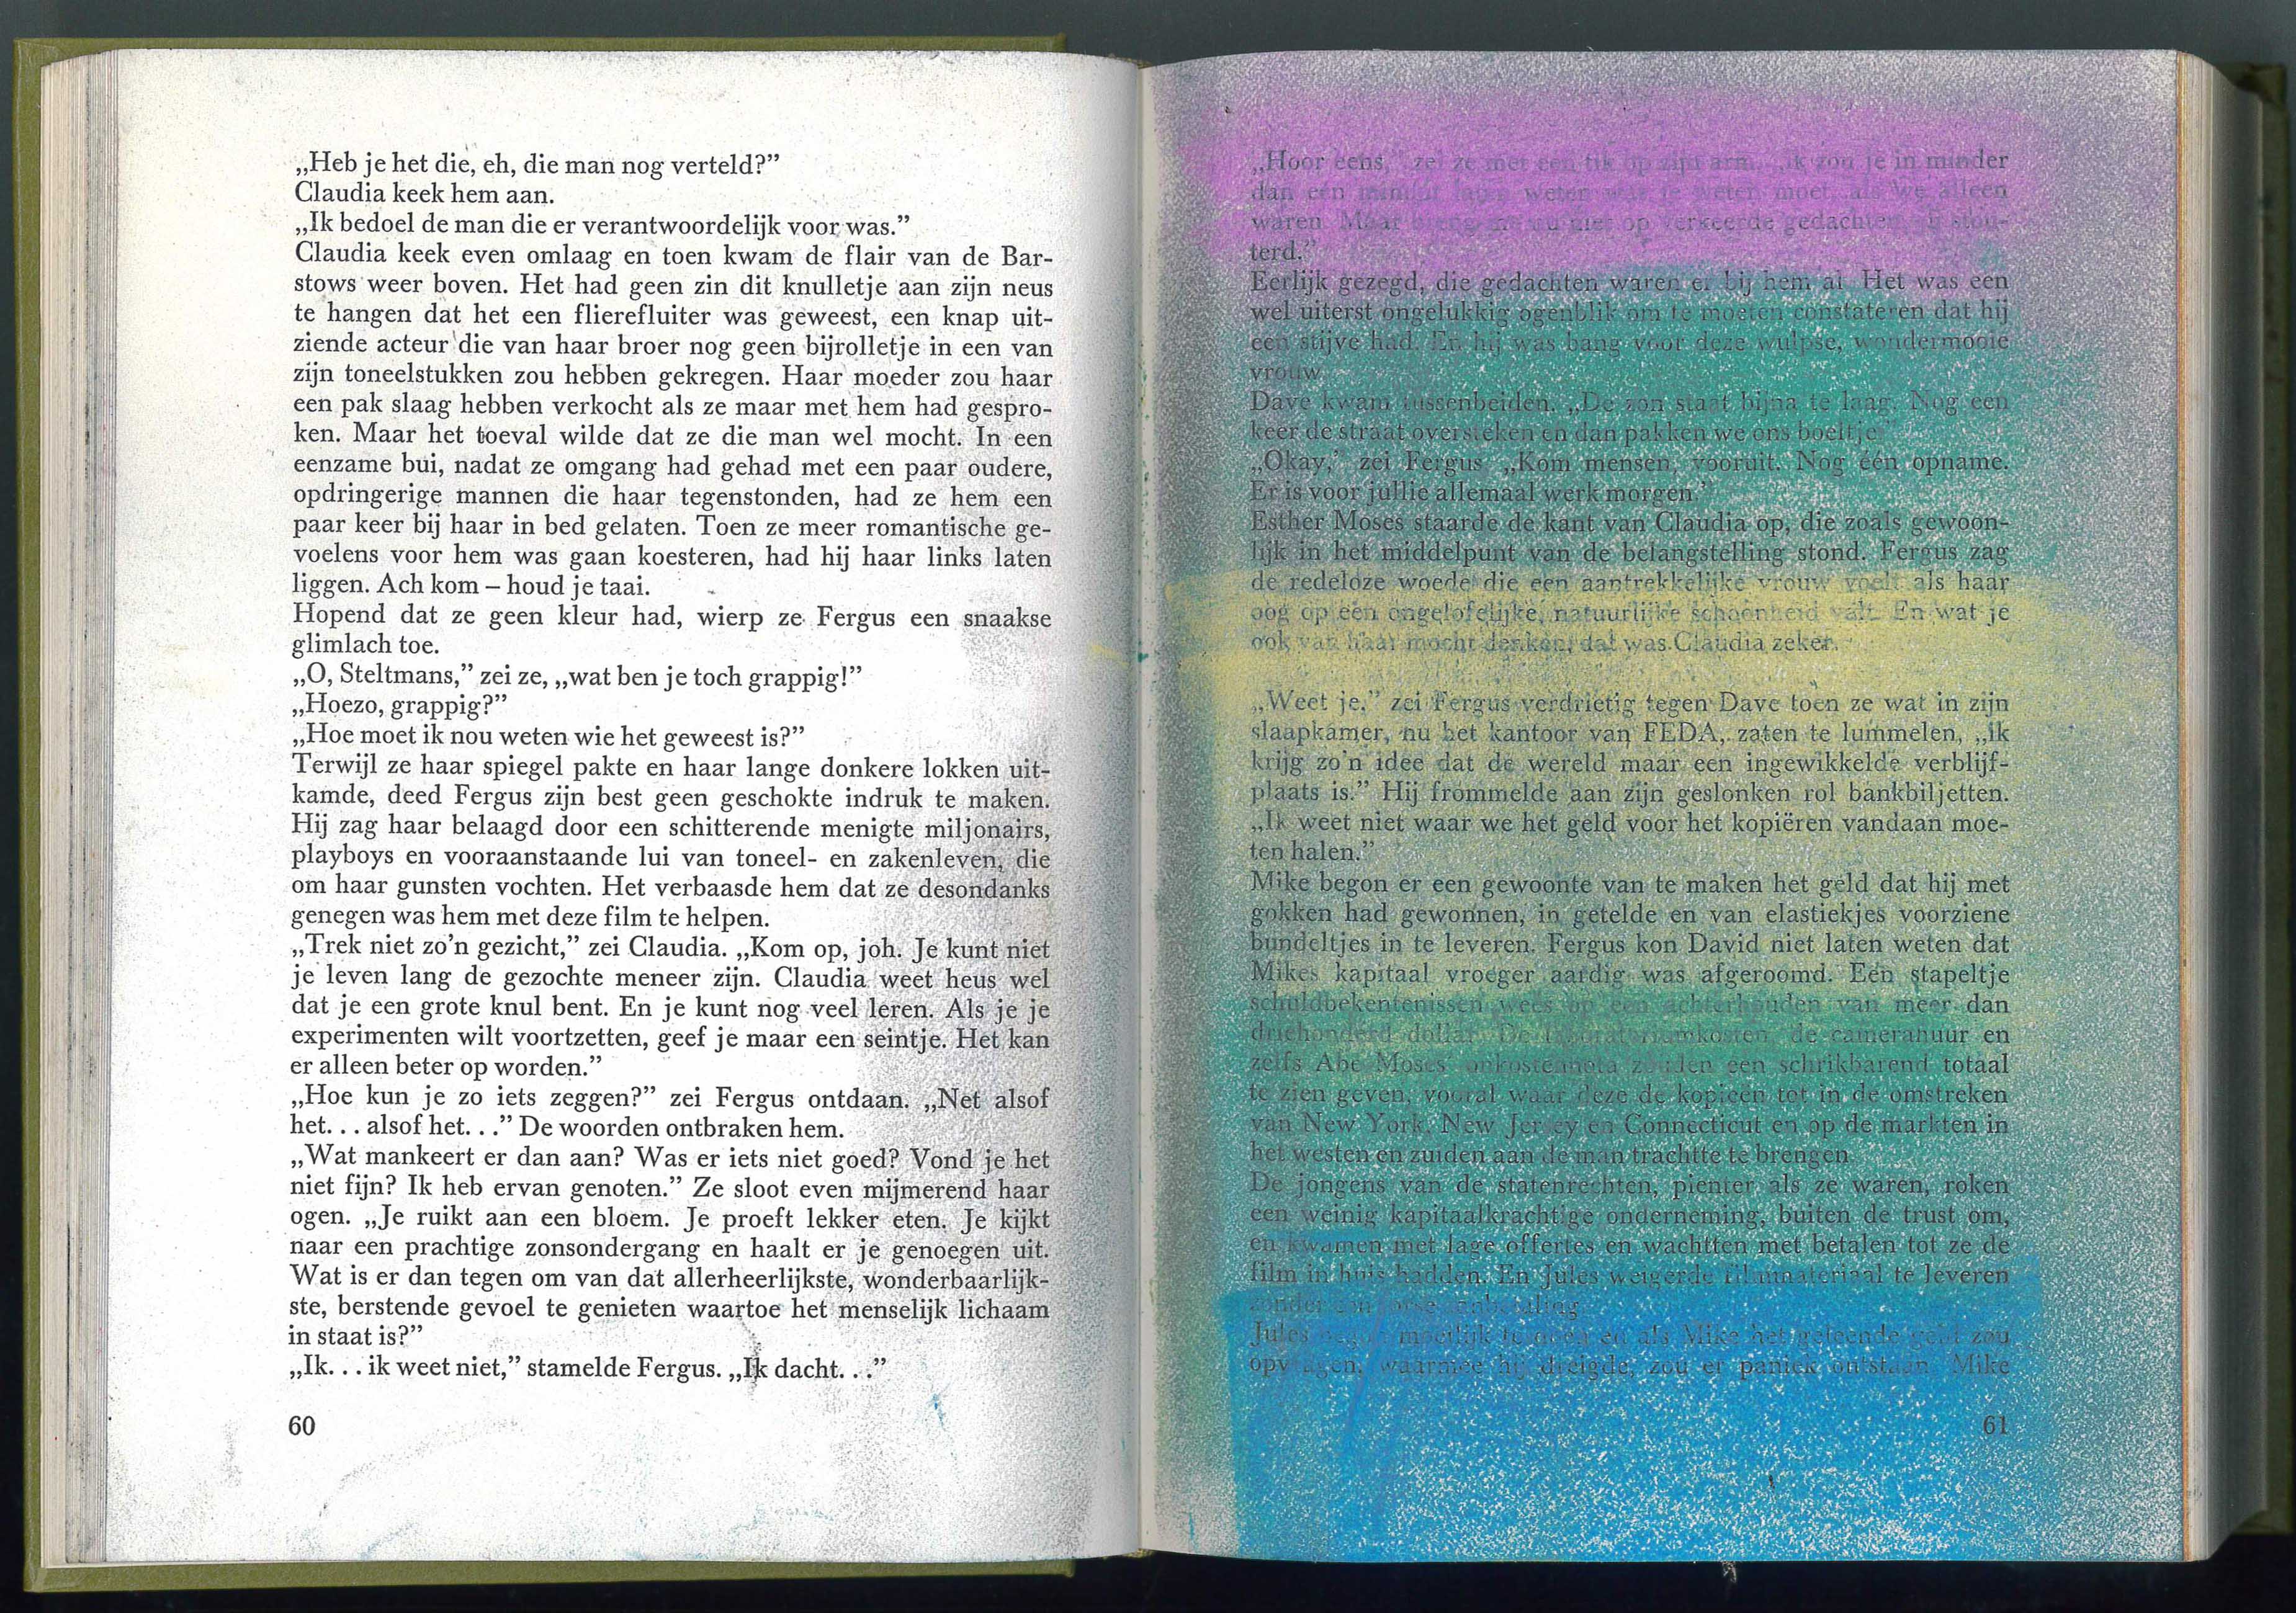 „Heb je het die, eh, die man nog verteld?”
Claudia keek hem aan.
„Ik bedoel de man die er verantwoordelijk voor was.”
Claudia keek even omlaag en toen kwam de flair van de Bar-
stows weer boven. Het had geen zin dit knulletje aan zijn neus
te hangen dat het een flierefluiter was geweest, een knap uit-
ziende acteur die van haar broer nog geen bijrolletje in een van
zijn toneelstukken zou hebben gekregen. Haar moeder zou haar
een pak slaag hebben verkocht als ze maar met hem had gespro-
ken. Maar het toeval wilde dat ze die man wel mocht. In een
eenzame bui, nadat ze omgang had gehad met een paar oudere,
opdringerige mannen die haar tegenstonden, had ze hem een
paar keer bij haar in bed gelaten. Toen ze meer romantische ge-
voelens voor hem was gaan koesteren, had hij haar links laten
liggen. Ach kom – houd je taai.
Hopend dat ze geen kleur had, wierp ze Fergus een snaakse
glimlach toe.
„O, Steltmans,” zei ze, „wat ben je toch grappig!”
„Hoezo, grappig?”
„Hoe moet ik nou weten wie het geweest is?”
Terwijl ze haar spiegel pakte en haar lange donkere lokken uit-
kamde, deed Fergus zijn best geen geschokte indruk te maken.
Hij zag haar belaagd door een schitterende menigte miljonairs,
playboys en vooraanstaande lui van toneel- en zakenleven, die
om haar gunsten vochten. Het verbaasde hem dat ze desondanks
genegen was hem met deze film te helpen.
„Trek niet zo’n gezicht,” zei Claudia. „Kom op, joh. Je kunt niet
je leven lang de gezochte meneer zijn. Claudia weet heus wel
dat je een grote knul bent. En je kunt nog veel leren. Als je je
experimenten wilt voortzetten, geef je maar een seintje. Het kan
er alleen beter op worden.”
„Hoe kun je zo iets zeggen?” zei Fergus ontdaan. „Net alsof
het. . . alsof het. . .” De woorden ontbraken hem.
„Wat mankeert er dan aan? Was er iets niet goed? Vond je het
niet fijn? Ik heb ervan genoten.” Ze sloot even mijmerend haar
ogen. „Je ruikt aan een bloem. Je proeft lekker eten. Je kijkt
naar een prachtige zonsondergang en haalt er je genoegen uit.
Wat is er dan tegen om van dat allerheerlijkste, wonderbaarlijk-
ste, berstende gevoel te genieten waartoe het menselijk lichaam
in staat is?”
„Ik. . . ik weet niet,” stamelde Fergus. „Ik dacht. . .”
60
„Hoor eens,” zei ze met een tik op zijn arm. „ik zou je in minder
dan een minuut laten weten wat je weten moet, als we alleen
waren. Maar breng me nu niet op verkeerde gedachten, stou-
terd.”
Eerlijk gezegd, die gedachten waren er bij hem al. Het was een
wel uiterst ongelukkig ogenblik om te moeten constateren dat hij
een stijve had. En hij was bang voor deze wulpse, wondermooie
vrouw.
Dave kwam tussenbeiden. „De zon staat bijna te laag. Nog een
keer de straat oversteken en dan pakken we ons boeltje.”
„Okay,” zei Fergus. „Kom mensen, vooruit. Nog één opname.
Er is voor jullie allemaal werk morgen.”
Esther Moses staarde de kant van Claudia op, die zoals gewoon-
lijk in het middelpunt van de belangstelling stond. Fergus zag
de redeloze woede die een aantrekkelijke vrouw voelt als haar
oog op een ongelofelijke, natuurlijke schoonheid valt. En wat je
ook van haar mocht denken, dat was Claudia zeker.
„Weet je,” zei Fergus verdrietig tegen Dave toen ze wat in zijn
slaapkamer, nu het kantoor van FEDA, zaten te lummelen, „ik
krijg zo’n idee dat de wereld maar een ingewikkelde verblijf-
plaats is.” Hij frommelde aan zijn geslonken rol bankbiljetten.
„Ik weet niet waar we het geld voor het kopiëren vandaan moe-
ten halen.”
Mike begon er een gewoonte van te maken het geld dat hij met
gokken had gewonnen, in getelde en van elastiekjes voorziene
bundeltjes in te leveren. Fergus kon David niet laten weten dat
Mikes kapitaal vroeger aardig was afgeroomd. Een stapeltje
schuldbekentenissen wees op een achterhouden van meer dan
driehonderd dollar. De laboratoriumkosten, de camerahuur en
zelfs Abe Moses’ onkostennota zouden een schrikbarend totaal
te zien geven, vooral waar deze de kopieën tot in de omstreken
van New York, New Jersey en Connecticut en op de markten in
het westen en zuiden aan de man trachtte te brengen.
De jongens van de statenrechten, pienter als ze waren, roken
een weinig kapitaalkrachtige onderneming, buiten de trust om,
en kwamen met lage offertes en wachtten met betalen tot ze de
film in huis hadden. En Jules weigerde filmmateriaal te leveren
zonder een forse aanbetaling.
Jules begon moeilijk te doen en als Mike het geleende geld zou
opvragen, waarmee hij dreigde, zou er paniek ontstaan. Mike
61